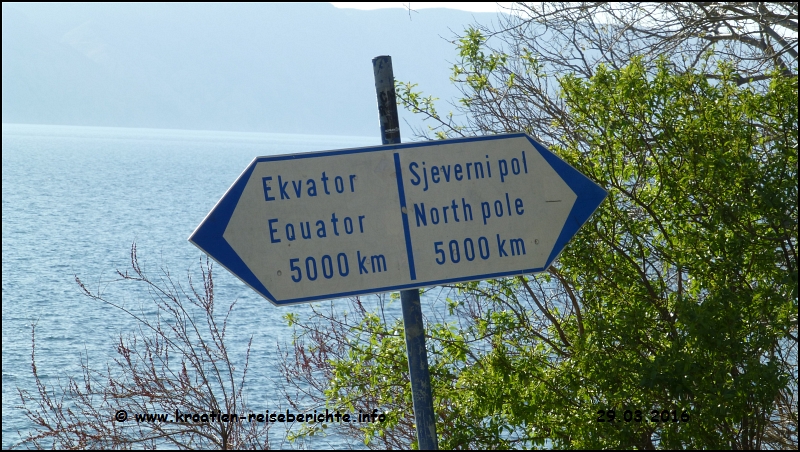 Ekvator
Equator
5000 km
Sjeverni pol
North pole
5000 km
© www.kroatien-reiseberichte.info
29.03.2016